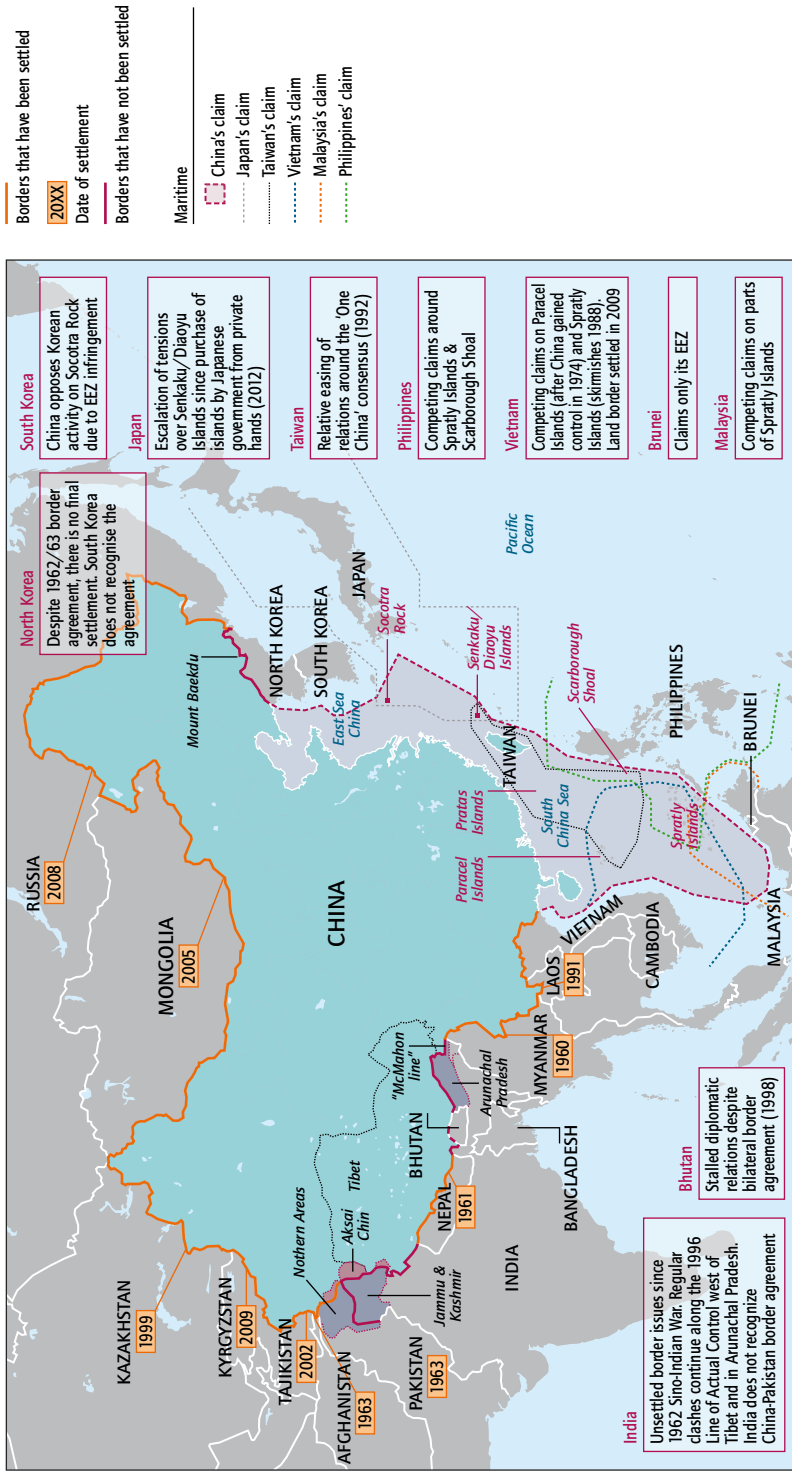 Borders that have been settled
20XX
Date of settlement
Borders that have not been settled
Maritime
China's claim
Japan's claim
Taiwan's claim
Vietnam's claim
Malaysia's claim
Philippines' claim
North Korea
Despite 1962/63 border
agreement, there is no final
settlement. South Korea
does not recognise the
agreement
South Korea
China opposes Korean
activity on Socotra Rock
due to EEZ infringement
Japan
Escalation of tensions
over Senkaku/Diaoyu
Islands since purchase of
islands by Japanese
government from private
hands (2012)
Taiwan
Relative easing of
relations around the 'One
China' consensus (1992)
Philippines
Competing claims around
Spratly Islands &
Scarborough Shoal
Vietnam
Competing claims on Paracel
Islands (after China gained
control in 1974) and Spratly
Islands (skirmishes 1988).
Land border settled in 2009
Brunei
Claims only its EEZ
Malaysia
Competing claims on parts
of Spratly Islands
India
Unsettled border issues since
1962 Sino-Indian War. Regular
clashes continue along the 1996
Line of Actual Control west of
Tibet and in Arunachal Pradesh.
India does not recognize
China-Pakistan border agreement
Bhutan
Stalled diplomatic
relations despite
bilateral border
agreement (1998)
RUSSIA
2008
MONGOLIA
2005
KAZAKHSTAN
1999
KYRGYZSTAN
2009
TAJIKISTAN
2002
AFGHANISTAN
1963
PAKISTAN
1963
Nothern Areas
Aksai
Chin
Tibet
Jammu &
Kashmir
INDIA
NEPAL
1961
BHUTAN
BANGLADESH
"McMahon
line"
Arunachal
Pradesh
MYANMAR
1960
LAOS
1991
VIETNAM
CAMBODIA
MALAYSIA
BRUNEI
PHILIPPINES
CHINA
Mount Baekdu
NORTH KOREA
SOUTH KOREA
JAPAN
East Sea
China
Socotra
Rock
Senkaku/
Diaoyu
Islands
Pacific
Ocean
TAIWAN
Pratas
Islands
South
China Sea
Paracel
Islands
Scarborough
Shoal
Spratly
Islands